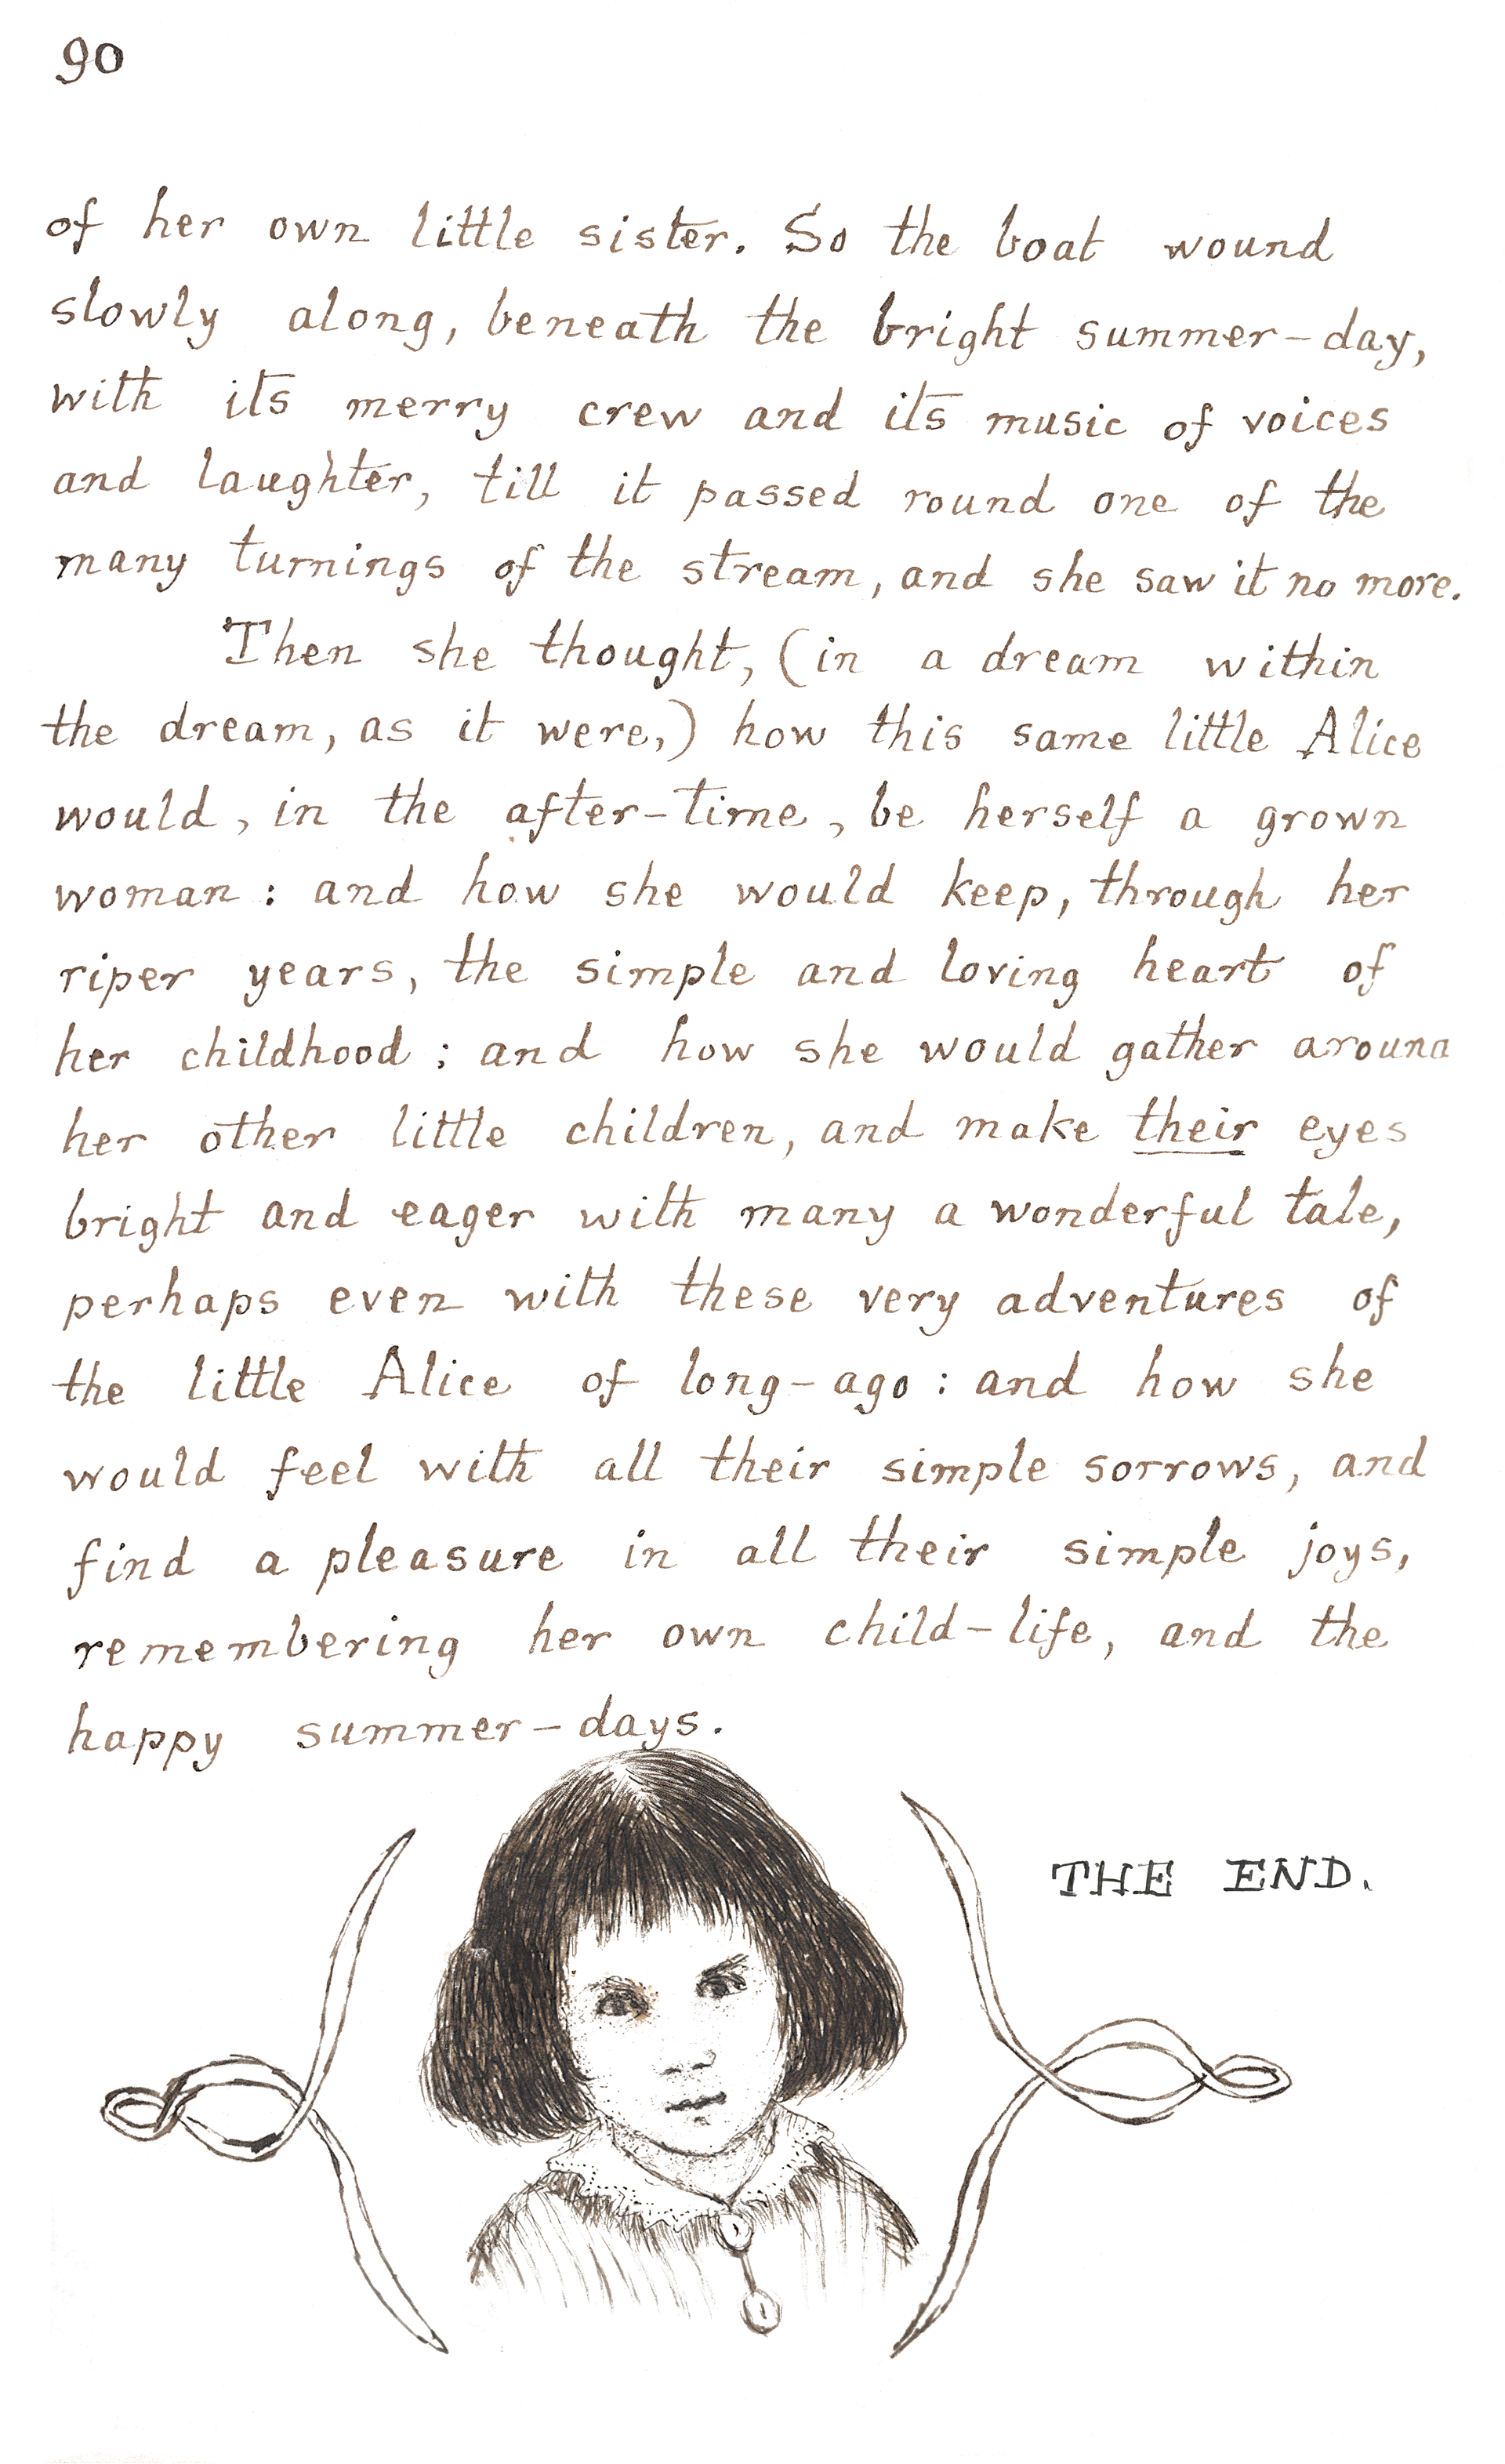 90
of her own little sister. So the boat wound
slowly along, beneath the bright summer-day,
with its merry crew and its music of voices
and laughter, till it passed round one of the
many turnings of the stream, and she saw it no more.
Then she thought, (in a dream within
the dream, as it were,) how this same little Alice
would, in the after-time, be herself a grown
woman: and how she would keep, through her
riper years, the simple and loving heart of
her childhood; and how she would gather around
her other little children, and make their eyes
bright and eager with many a wonderful tale,
perhaps even with these very adventures of
the little Alice of long-ago: and how she
would feel with all their simple sorrows, and
find a pleasure in all their simple joys,
remembering her own child-life, and the
happy summer-days.
THE END.